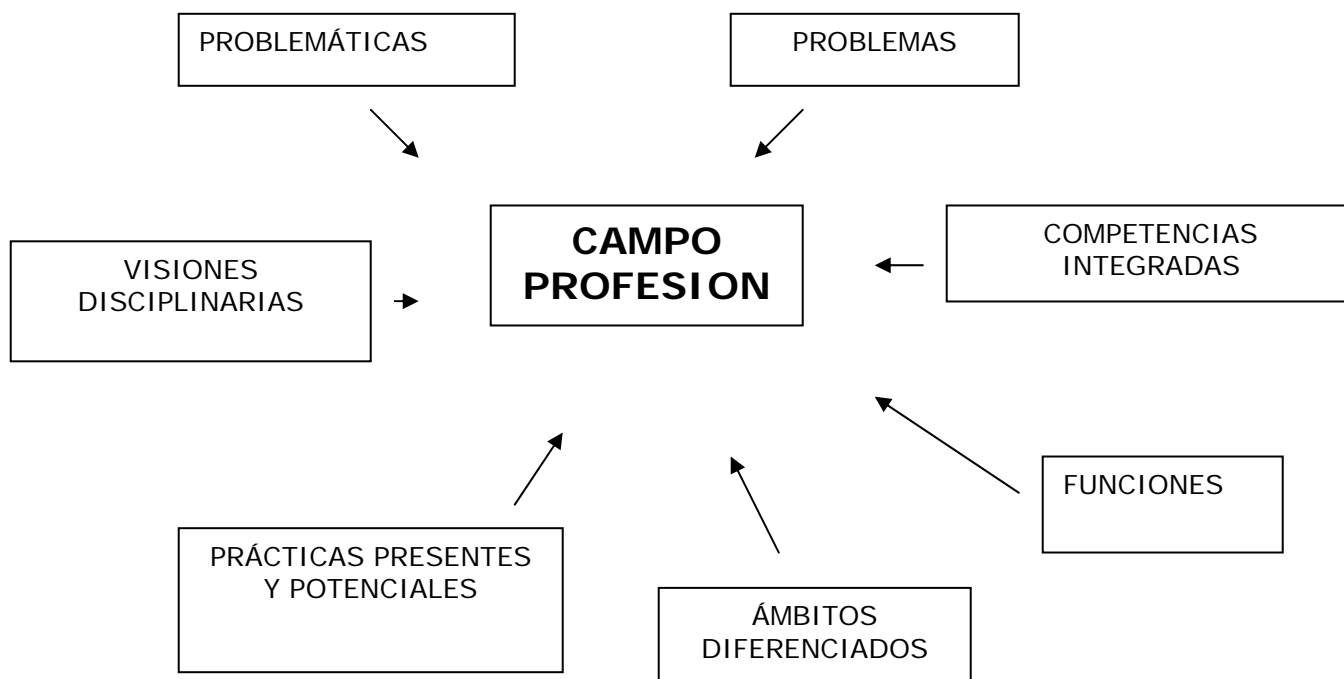 PROBLEMÁTICAS
PROBLEMAS
CAMPO
PROFESION
COMPETENCIAS
INTEGRADAS
VISIONES
DISCIPLINARIAS
FUNCIONES
PRÁCTICAS PRESENTES
Y POTENCIALES
ÁMBITOS
DIFERENCIADOS